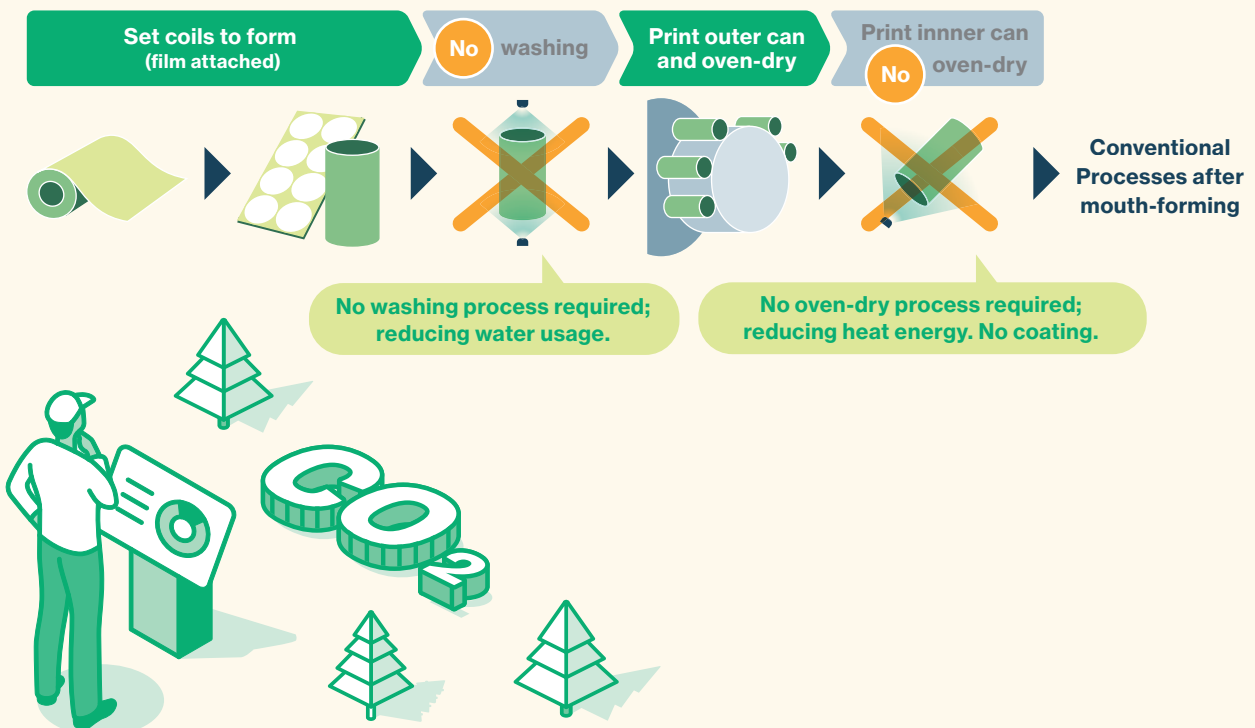 Set coils to form
(film attached)
No washing
Print outer can
and oven-dry
Print innner can
No oven-dry
Conventional
Processes after
mouth-forming
No washing process required;
reducing water usage.
No oven-dry process required;
reducing heat energy. No coating.
CO2